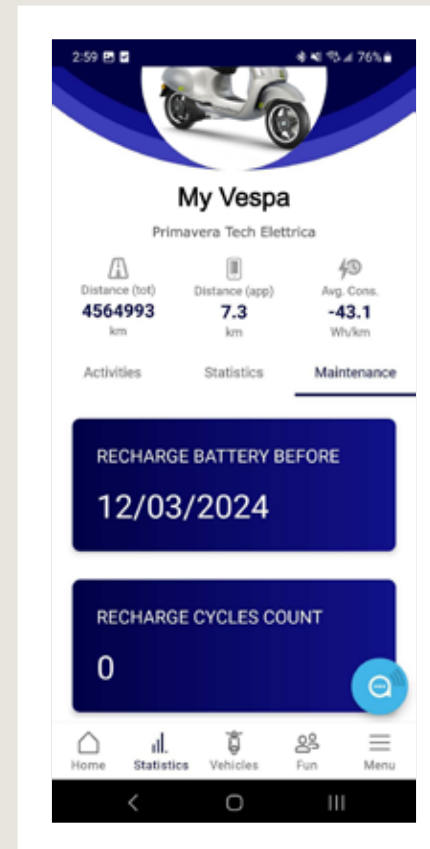 2:59 76%
My Vespa
Primavera Tech Elettrica
Distance (tot) Distance (app) Avg. Cons.
4564993 7.3 -43.1
km km Wh/km
Activities Statistics Maintenance
RECHARGE BATTERY BEFORE
12/03/2024
RECHARGE CYCLES COUNT
0
Home Statistics Vehicles Fun Menu